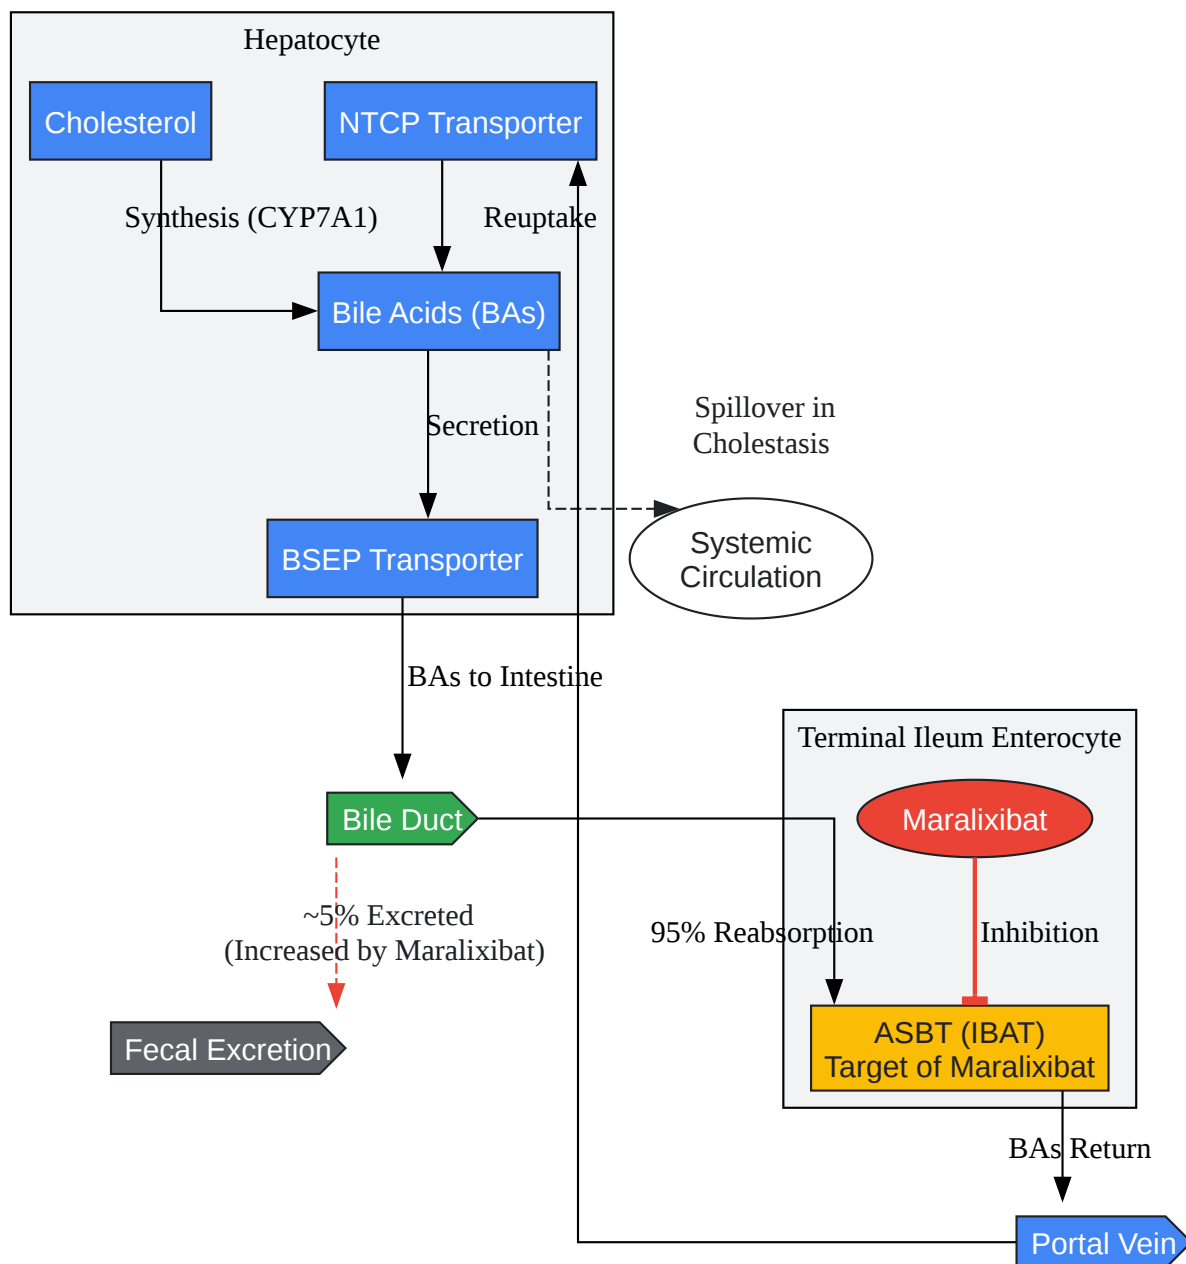 Hepatocyte
Cholesterol
NTCP Transporter
Synthesis (CYP7A1)
Reuptake
Bile Acids (BAs)
Spillover in
Cholestasis
Secretion
Systemic
Circulation
BSEP Transporter
BAs to Intestine
Terminal Ileum Enterocyte
Bile Duct
Maralixibat
~5% Excreted
(Increased by Maralixibat)
95% Reabsorption
Inhibition
Fecal Excretion
ASBT (IBAT)
Target of Maralixibat
BAs Return
Portal Vein